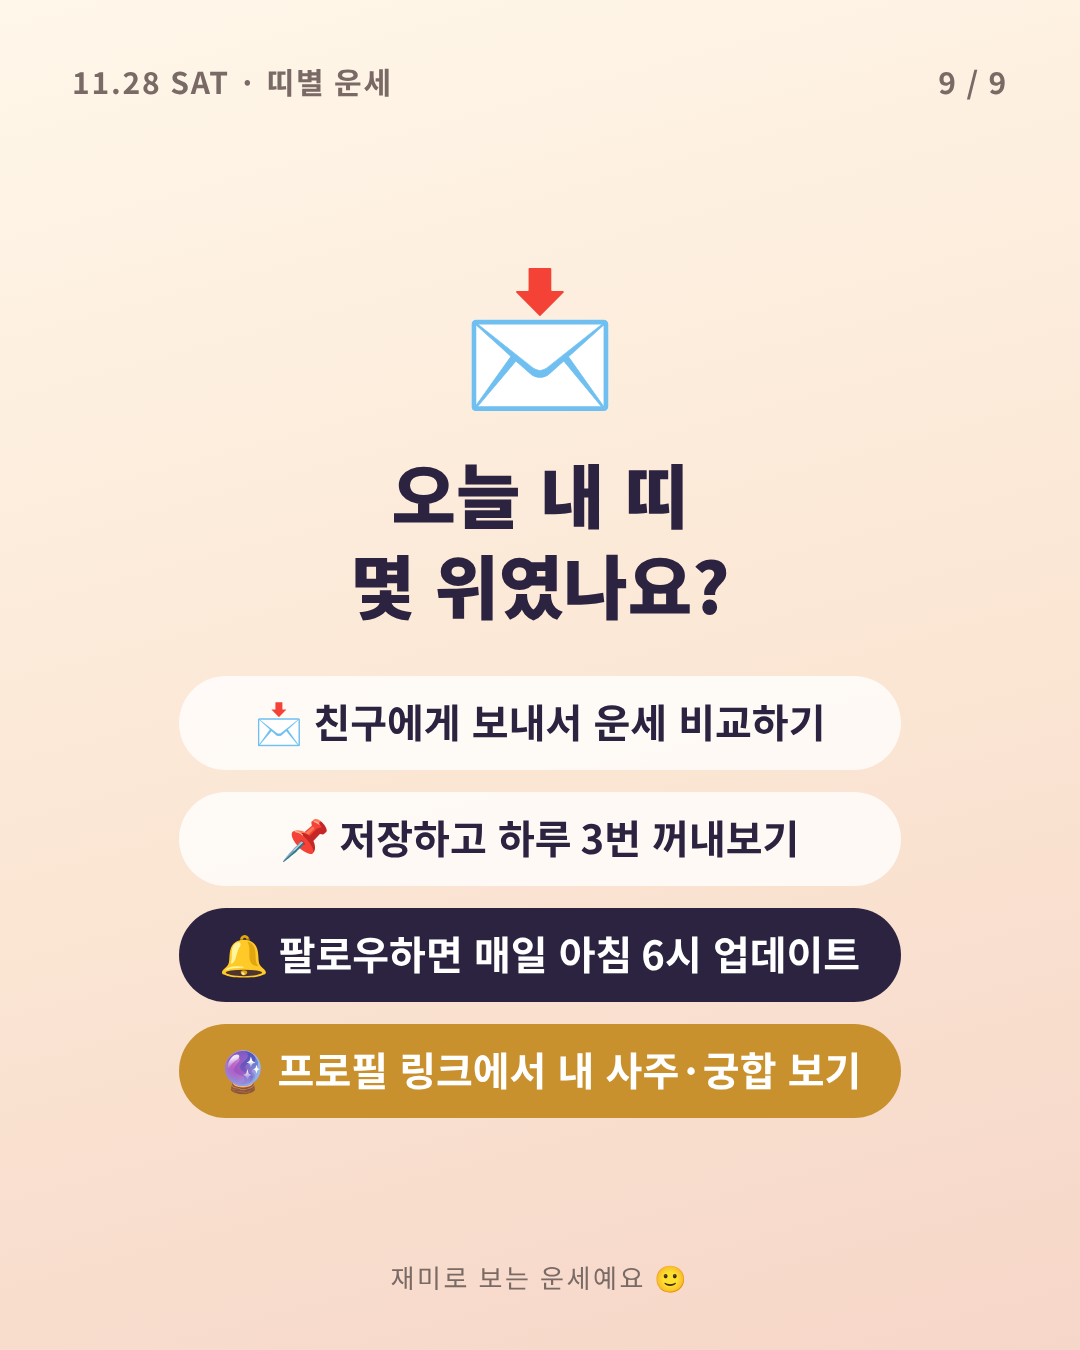 11.28 SAT · 띠별 운세
9 / 9
오늘 내 띠
몇 위였나요?
📩 친구에게 보내서 운세 비교하기
📌 저장하고 하루 3번 꺼내보기
🔔 팔로우하면 매일 아침 6시 업데이트
🔮 프로필 링크에서 내 사주·궁합 보기
재미로 보는 운세예요 🙂